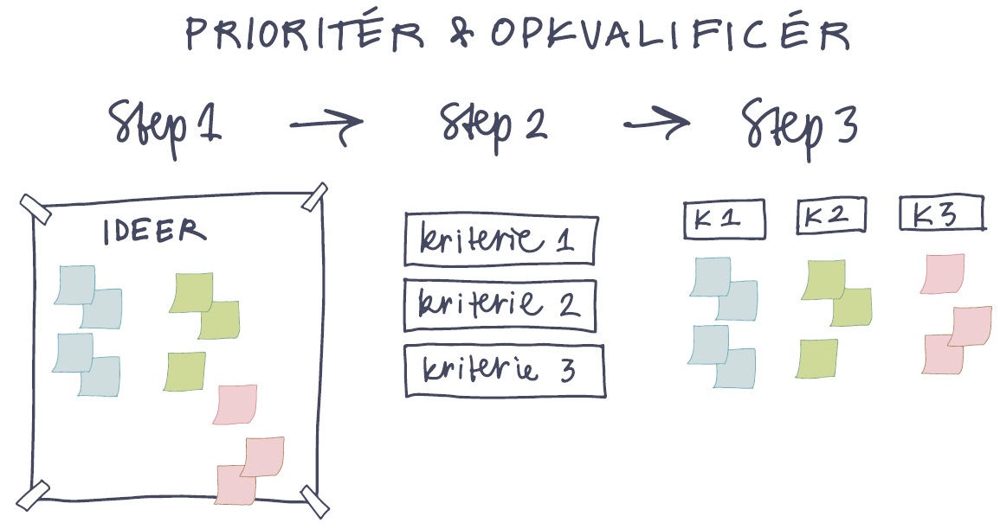 PRIORITÉR & OPKVALIFICÉR
Step 1 → Step 2 → Step 3
IDEER
kriterie 1
kriterie 2
kriterie 3
K1 K2 K3